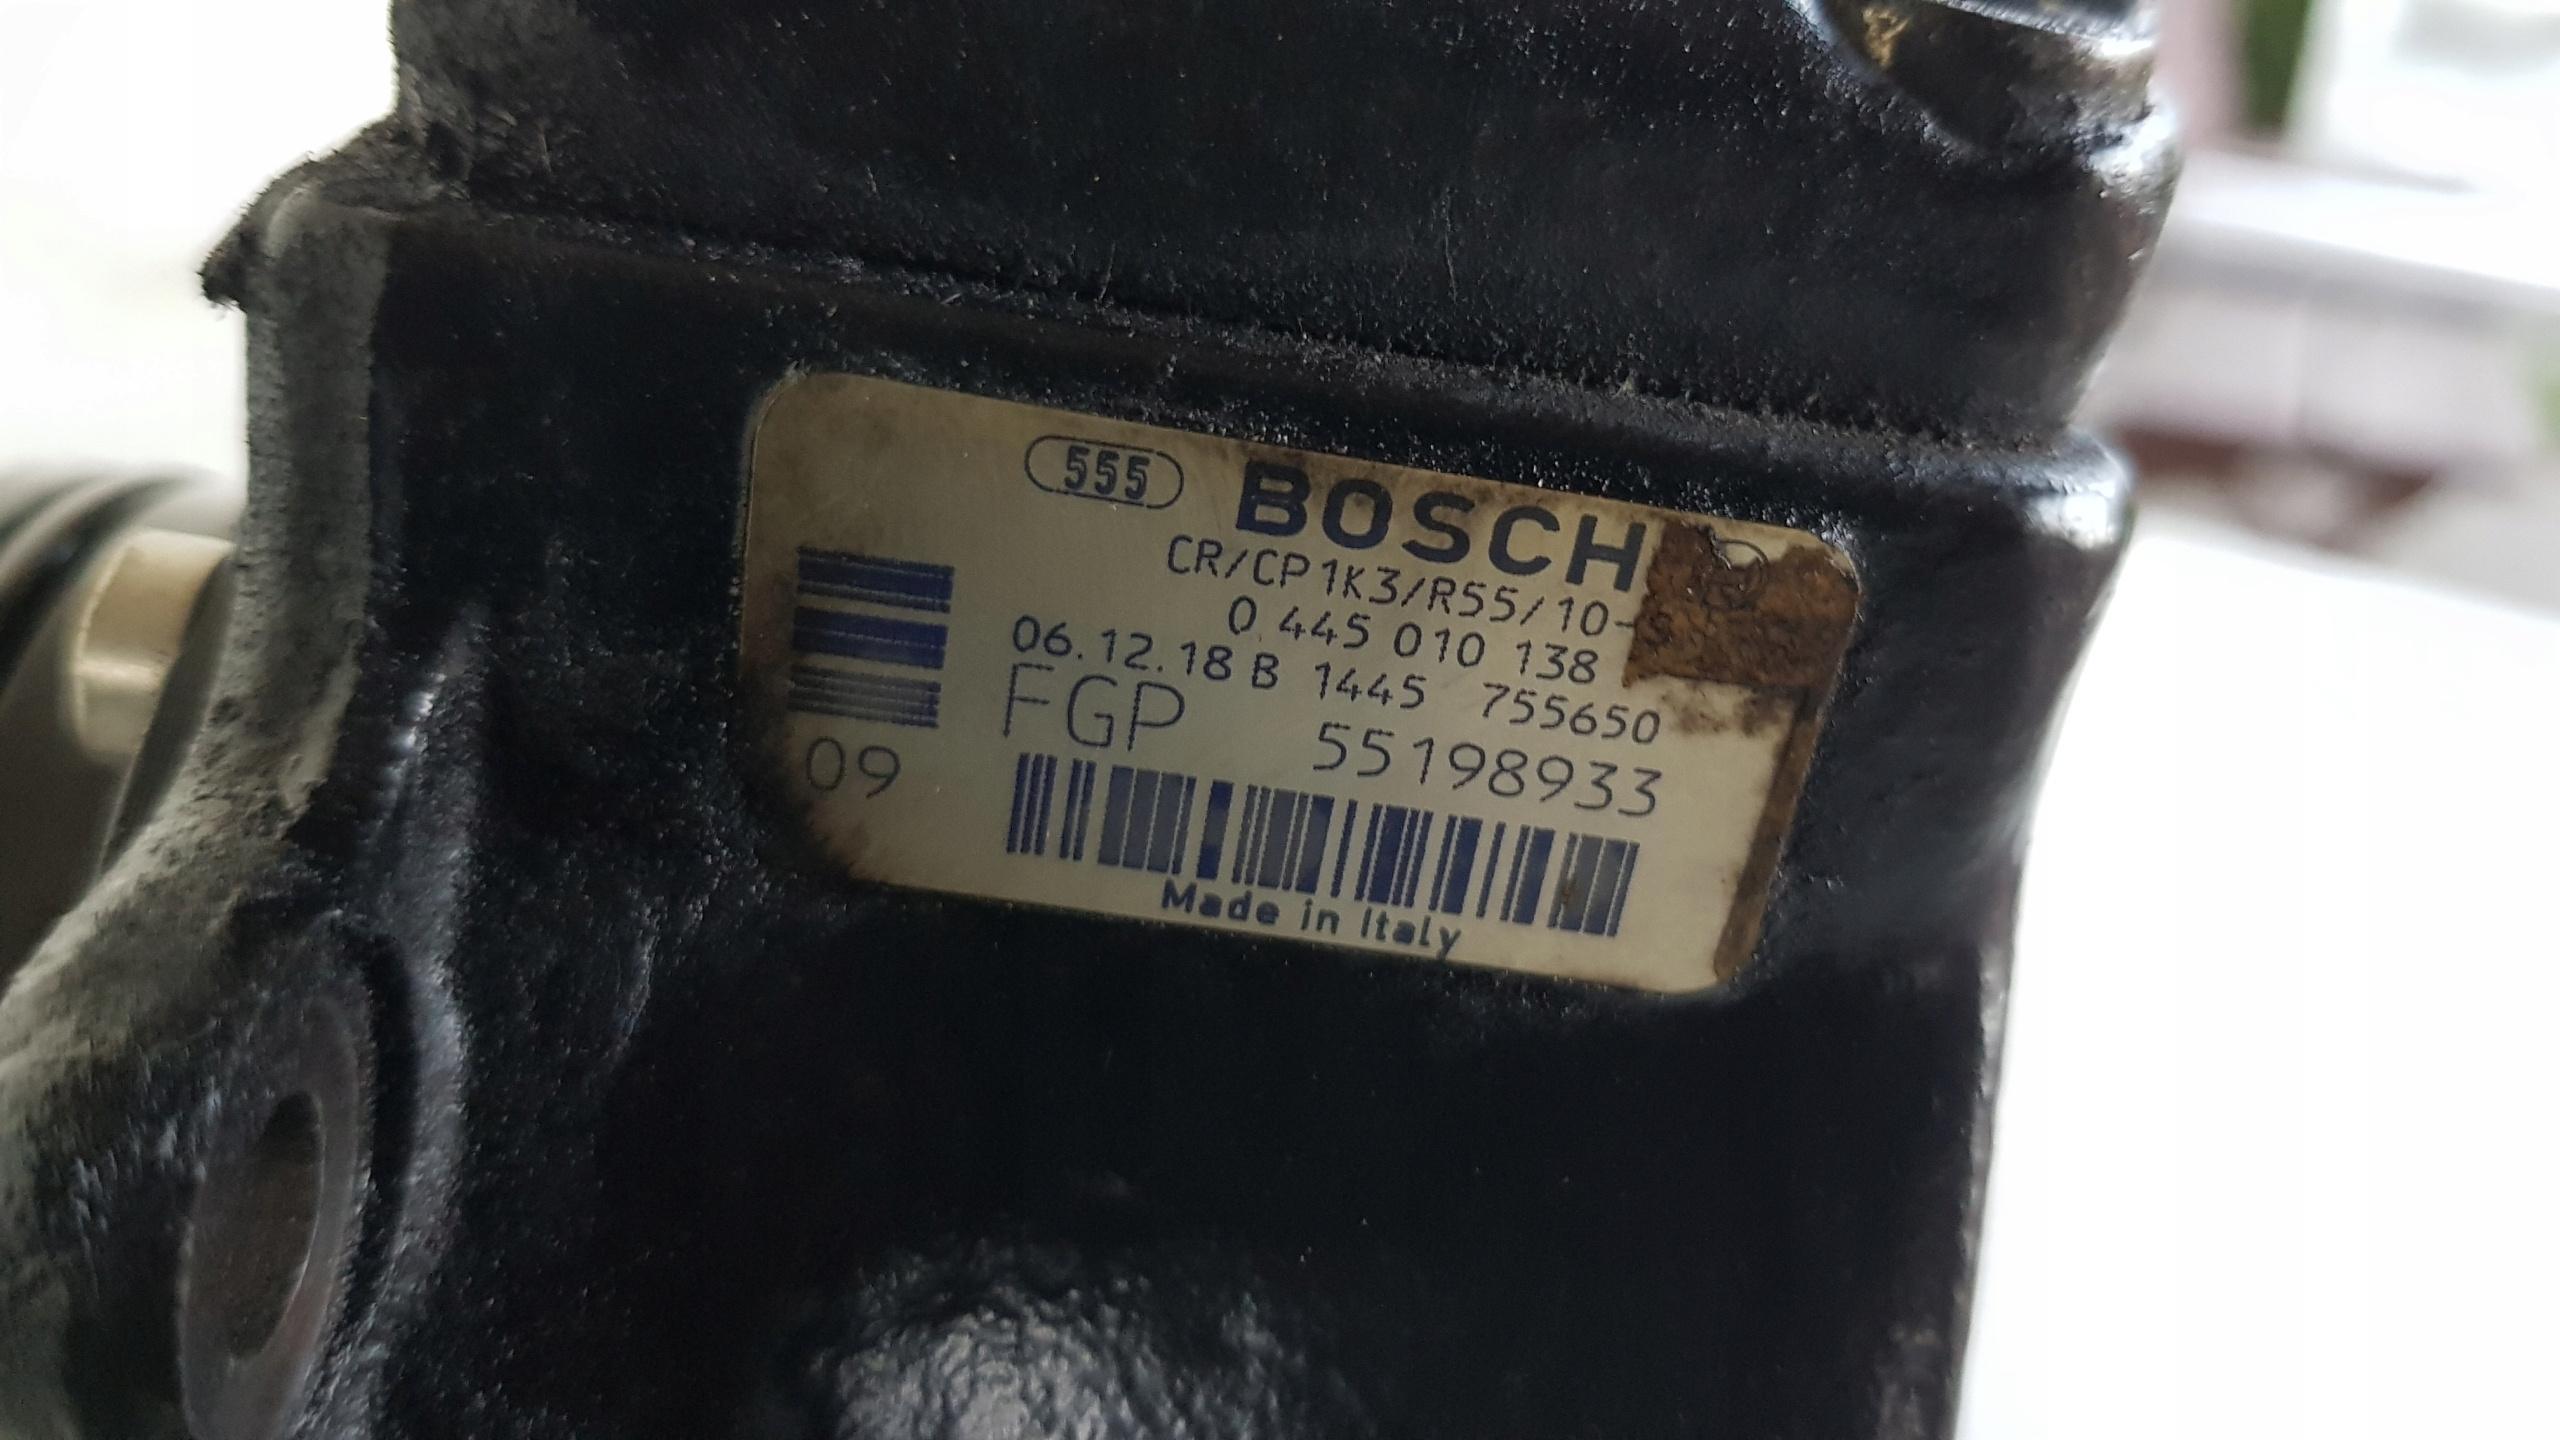 555 BOSCH
CR/CP1K3/R55/10-S
0 445 010 138
06.12.18 B 1445 755650
FGP 55198933
09
Made in Italy